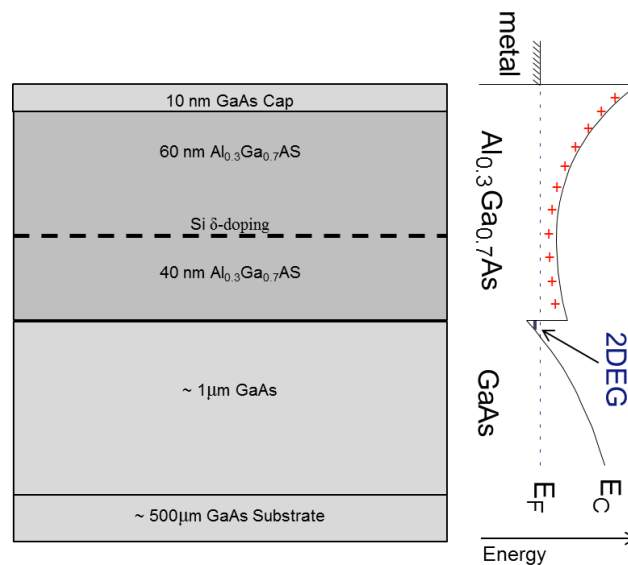 10 nm GaAs Cap
60 nm Al0.3Ga0.7AS
Si δ-doping
40 nm Al0.3Ga0.7AS
~ 1μm GaAs
~ 500μm GaAs Substrate
metal
Al0.3Ga0.7As
2DEG
GaAs
EF
EC
Energy